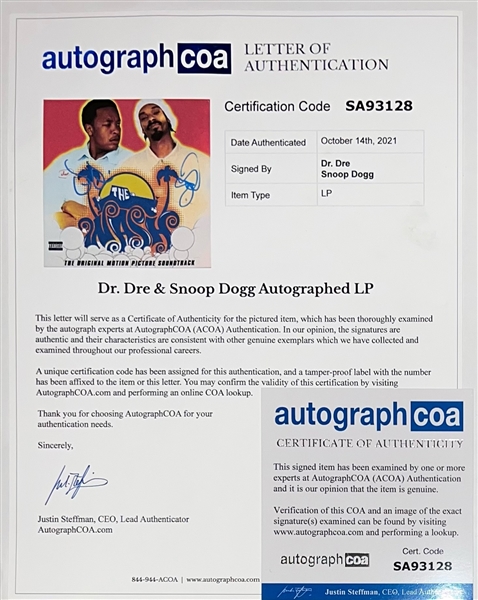 autographcoa
LETTER OF
AUTHENTICATION
Certification Code SA93128
Date Authenticated October 14th, 2021
Signed By Dr. Dre
Snoop Dogg
Item Type LP
THE
WASH
THE ORIGINAL MOTION PICTURE SOUNDTRACK
Dr. Dre & Snoop Dogg Autographed LP
This letter will serve as a Certificate of Authenticity for the pictured item, which has been thoroughly examined
by the autograph experts at AutographCOA (ACOA) Authentication. In our opinion, the signatures are
authentic and their characteristics are consistent with other genuine exemplars which we have collected and
examined throughout our professional careers.
A unique certification code has been assigned for this authentication, and a tamper-proof label with the number
has been affixed to the item or this letter. You may confirm the validity of this certification by visiting
AutographCOA.com and performing an online COA lookup.
Thank you for choosing AutographCOA for your
authentication needs.
Sincerely,
Justin Steffman, CEO, Lead Authenticator
AutographCOA.com
844-944-ACOA | www.autographcoa.com
autographcoa
CERTIFICATE OF AUTHENTICITY
This signed item has been examined by one or more
experts at AutographCOA (ACOA) Authentication
and it is our opinion that the item is genuine.
Verification of this COA and an image of the exact
signature(s) examined can be found by visiting
www.autographcoa.com and performing a lookup.
autographcoa
Cert. Code
SA93128
Justin Steffman, CEO, Lead Authenticator